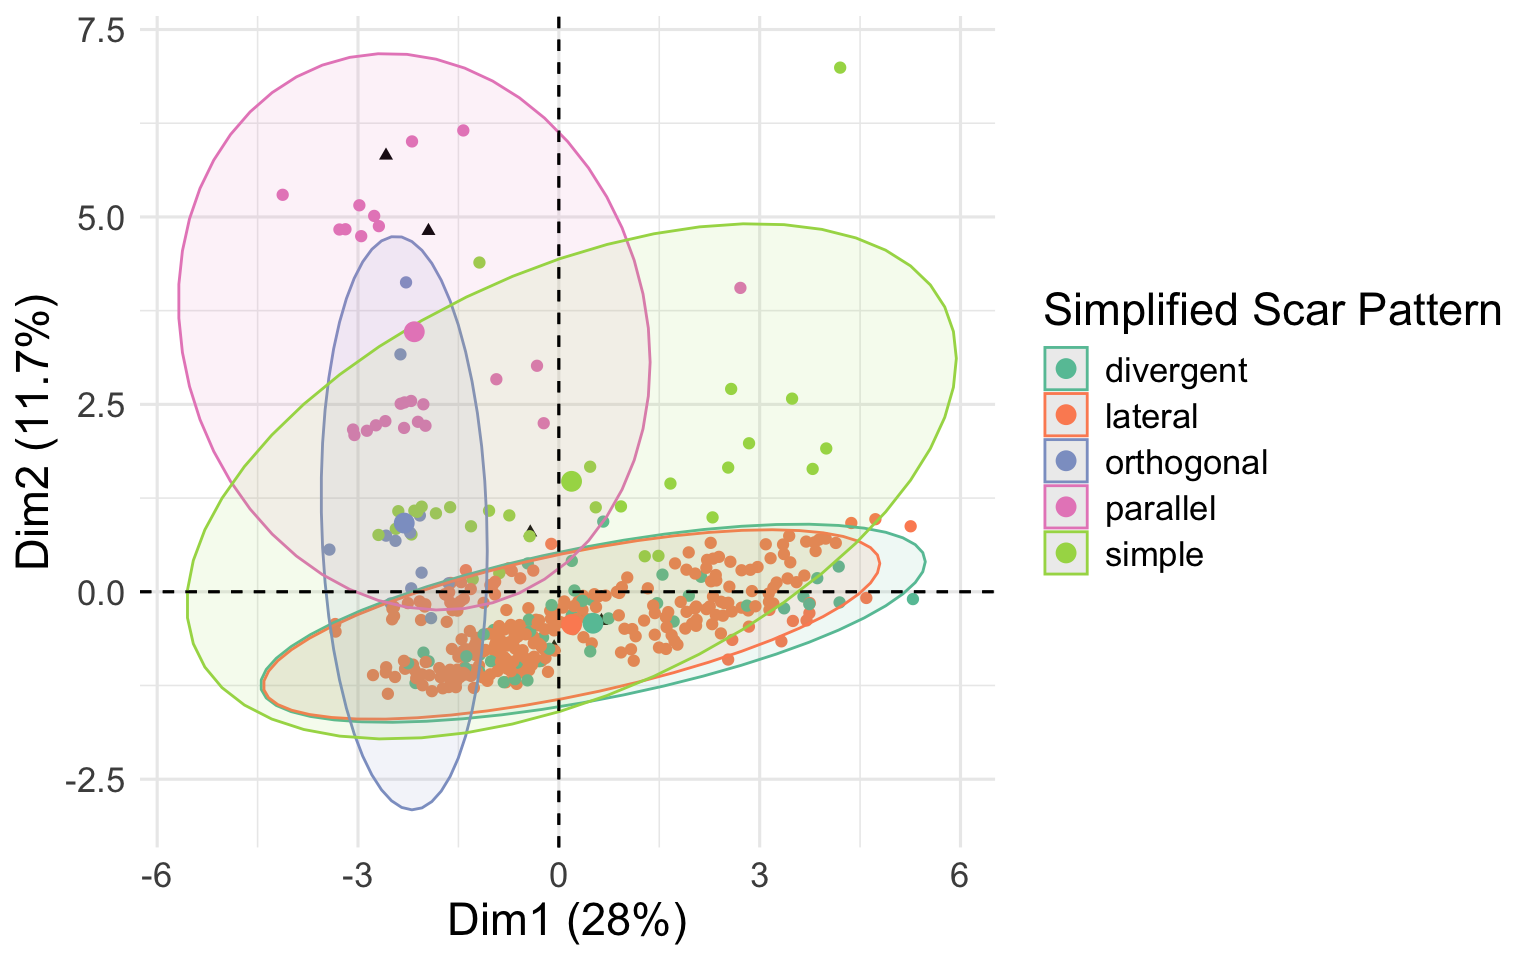 7.5
5.0
2.5
0.0
-2.5
Dim2 (11.7%)
-6
-3
0
3
6
Dim1 (28%)
Simplified Scar Pattern
divergent
lateral
orthogonal
parallel
simple